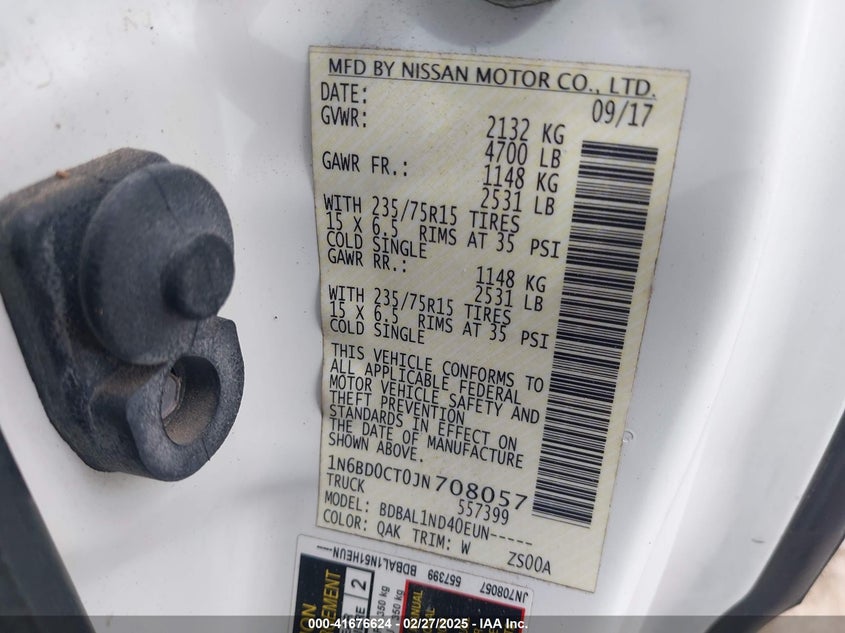 MFD BY NISSAN MOTOR CO., LTD.
DATE: 09/17
GVWR: 2132 KG
4700 LB
GAWR FR.: 1148 KG
2531 LB
WITH 235/75R15 TIRES
15 X 6.5 RIMS AT 35 PSI
COLD SINGLE
GAWR RR.: 1148 KG
2531 LB
WITH 235/75R15 TIRES
15 X 6.5 RIMS AT 35 PSI
COLD SINGLE
THIS VEHICLE CONFORMS TO
ALL APPLICABLE FEDERAL
MOTOR VEHICLE SAFETY AND
THEFT PREVENTION
STANDARDS IN EFFECT ON
THE DATE OF MANUFACTURE
SHOWN ABOVE.
1N6BD0CT0JN708057
TRUCK 557399
MODEL: BDBAL1ND40EUN-----
COLOR: QAK TRIM: W ZS00A
JN708057 557399 BDBAL1N51HEUN----
2
000-41676624 - 02/27/2025 - IAA Inc.